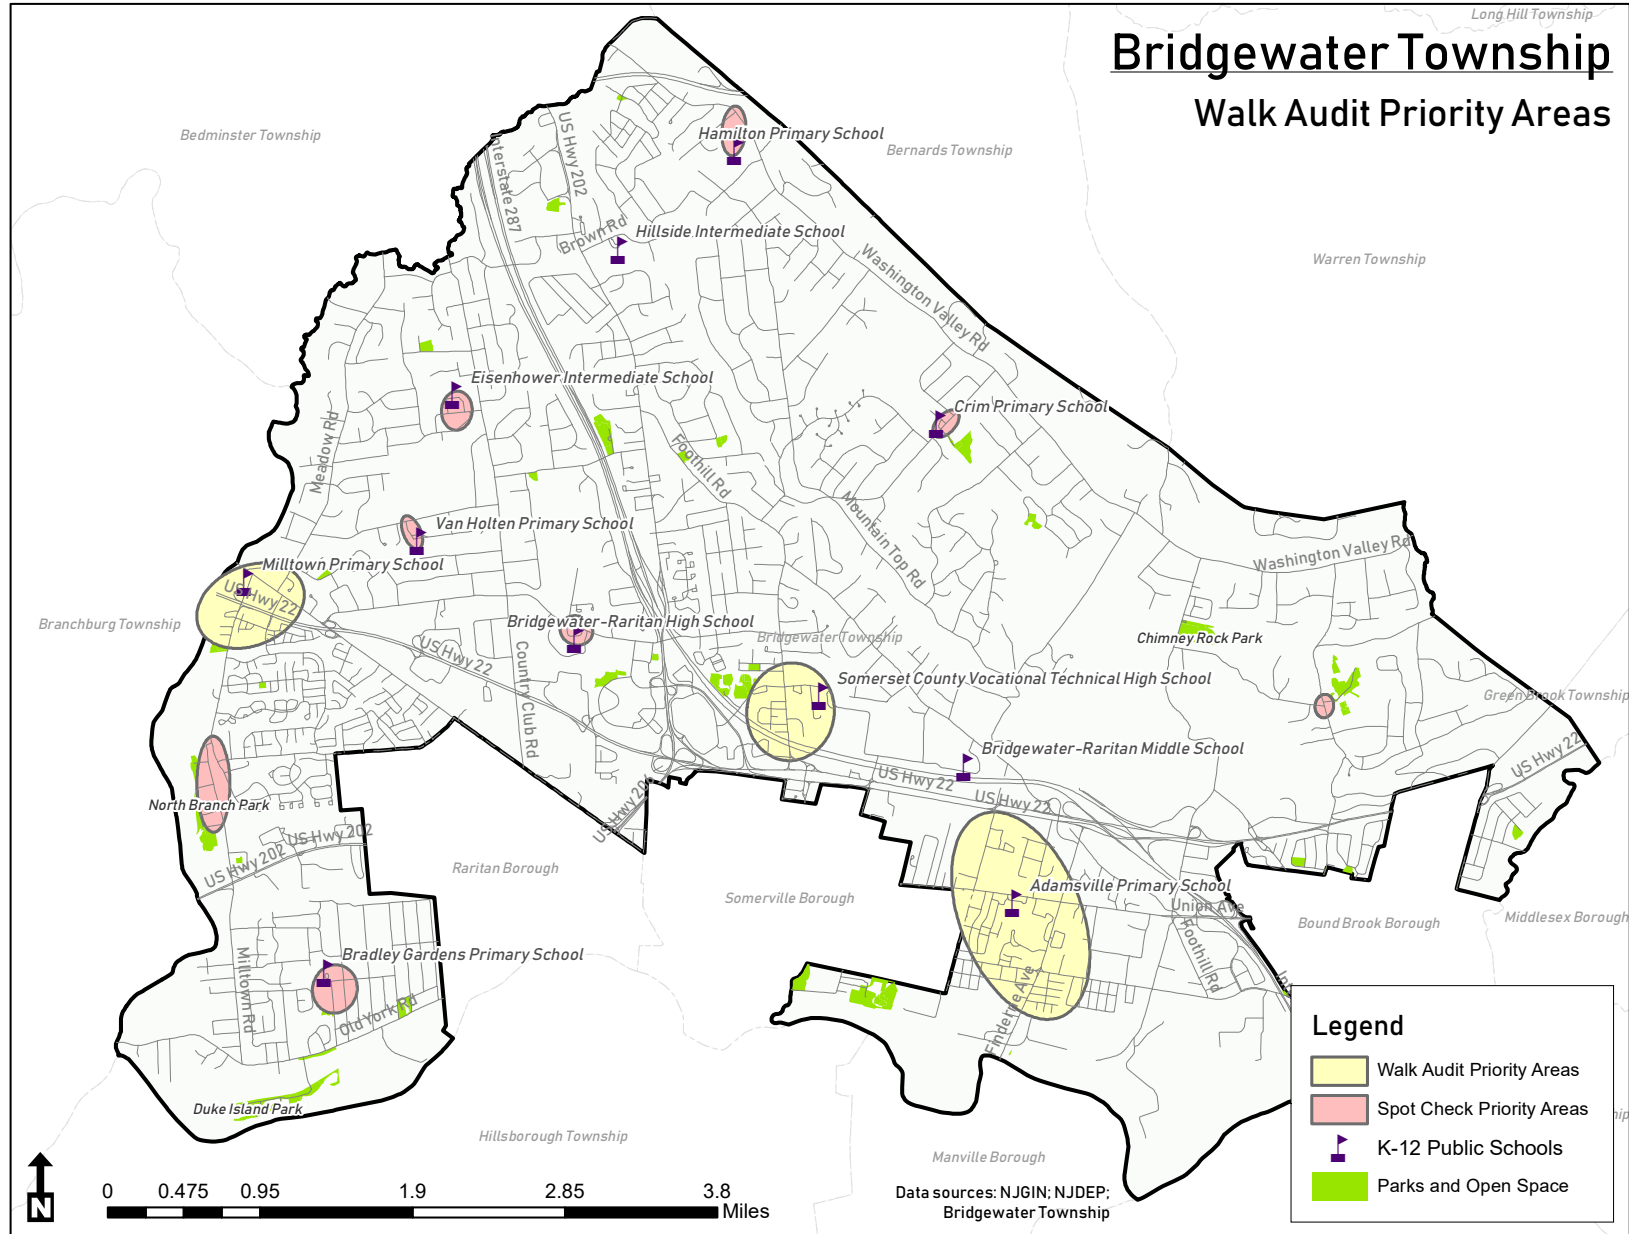 Long Hill Township
Bridgewater Township
Walk Audit Priority Areas
Bedminster Township
US Hwy 202
Hamilton Primary School
Bernards Township
Interstate 287
Brown Rd
Hillside Intermediate School
Washington Valley Rd
Warren Township
Eisenhower Intermediate School
Crim Primary School
Meadow Rd
Foothill Rd
Mountain Top Rd
Van Holten Primary School
Washington Valley Rd
Milltown Primary School
US Hwy 22
Branchburg Township
Bridgewater-Raritan High School
Bridgewater Township
Chimney Rock Park
US Hwy 22
Country Club Rd
Somerset County Vocational Technical High School
Green Brook Township
Bridgewater-Raritan Middle School
US Hwy 22
US Hwy 22
US Hwy 22
North Branch Park
US Hwy 206
US Hwy 202
US Hwy 202
Raritan Borough
Somerville Borough
Adamsville Primary School
Union Ave
Bound Brook Borough
Middlesex Borough
Foothill Rd
Milltown Rd
Bradley Gardens Primary School
Old York Rd
Finderne Ave
Duke Island Park
Hillsborough Township
Manville Borough
Legend
Walk Audit Priority Areas
Spot Check Priority Areas
K-12 Public Schools
Parks and Open Space
N
0 0.475 0.95 1.9 2.85 3.8
Miles
Data sources: NJGIN; NJDEP;
Bridgewater Township